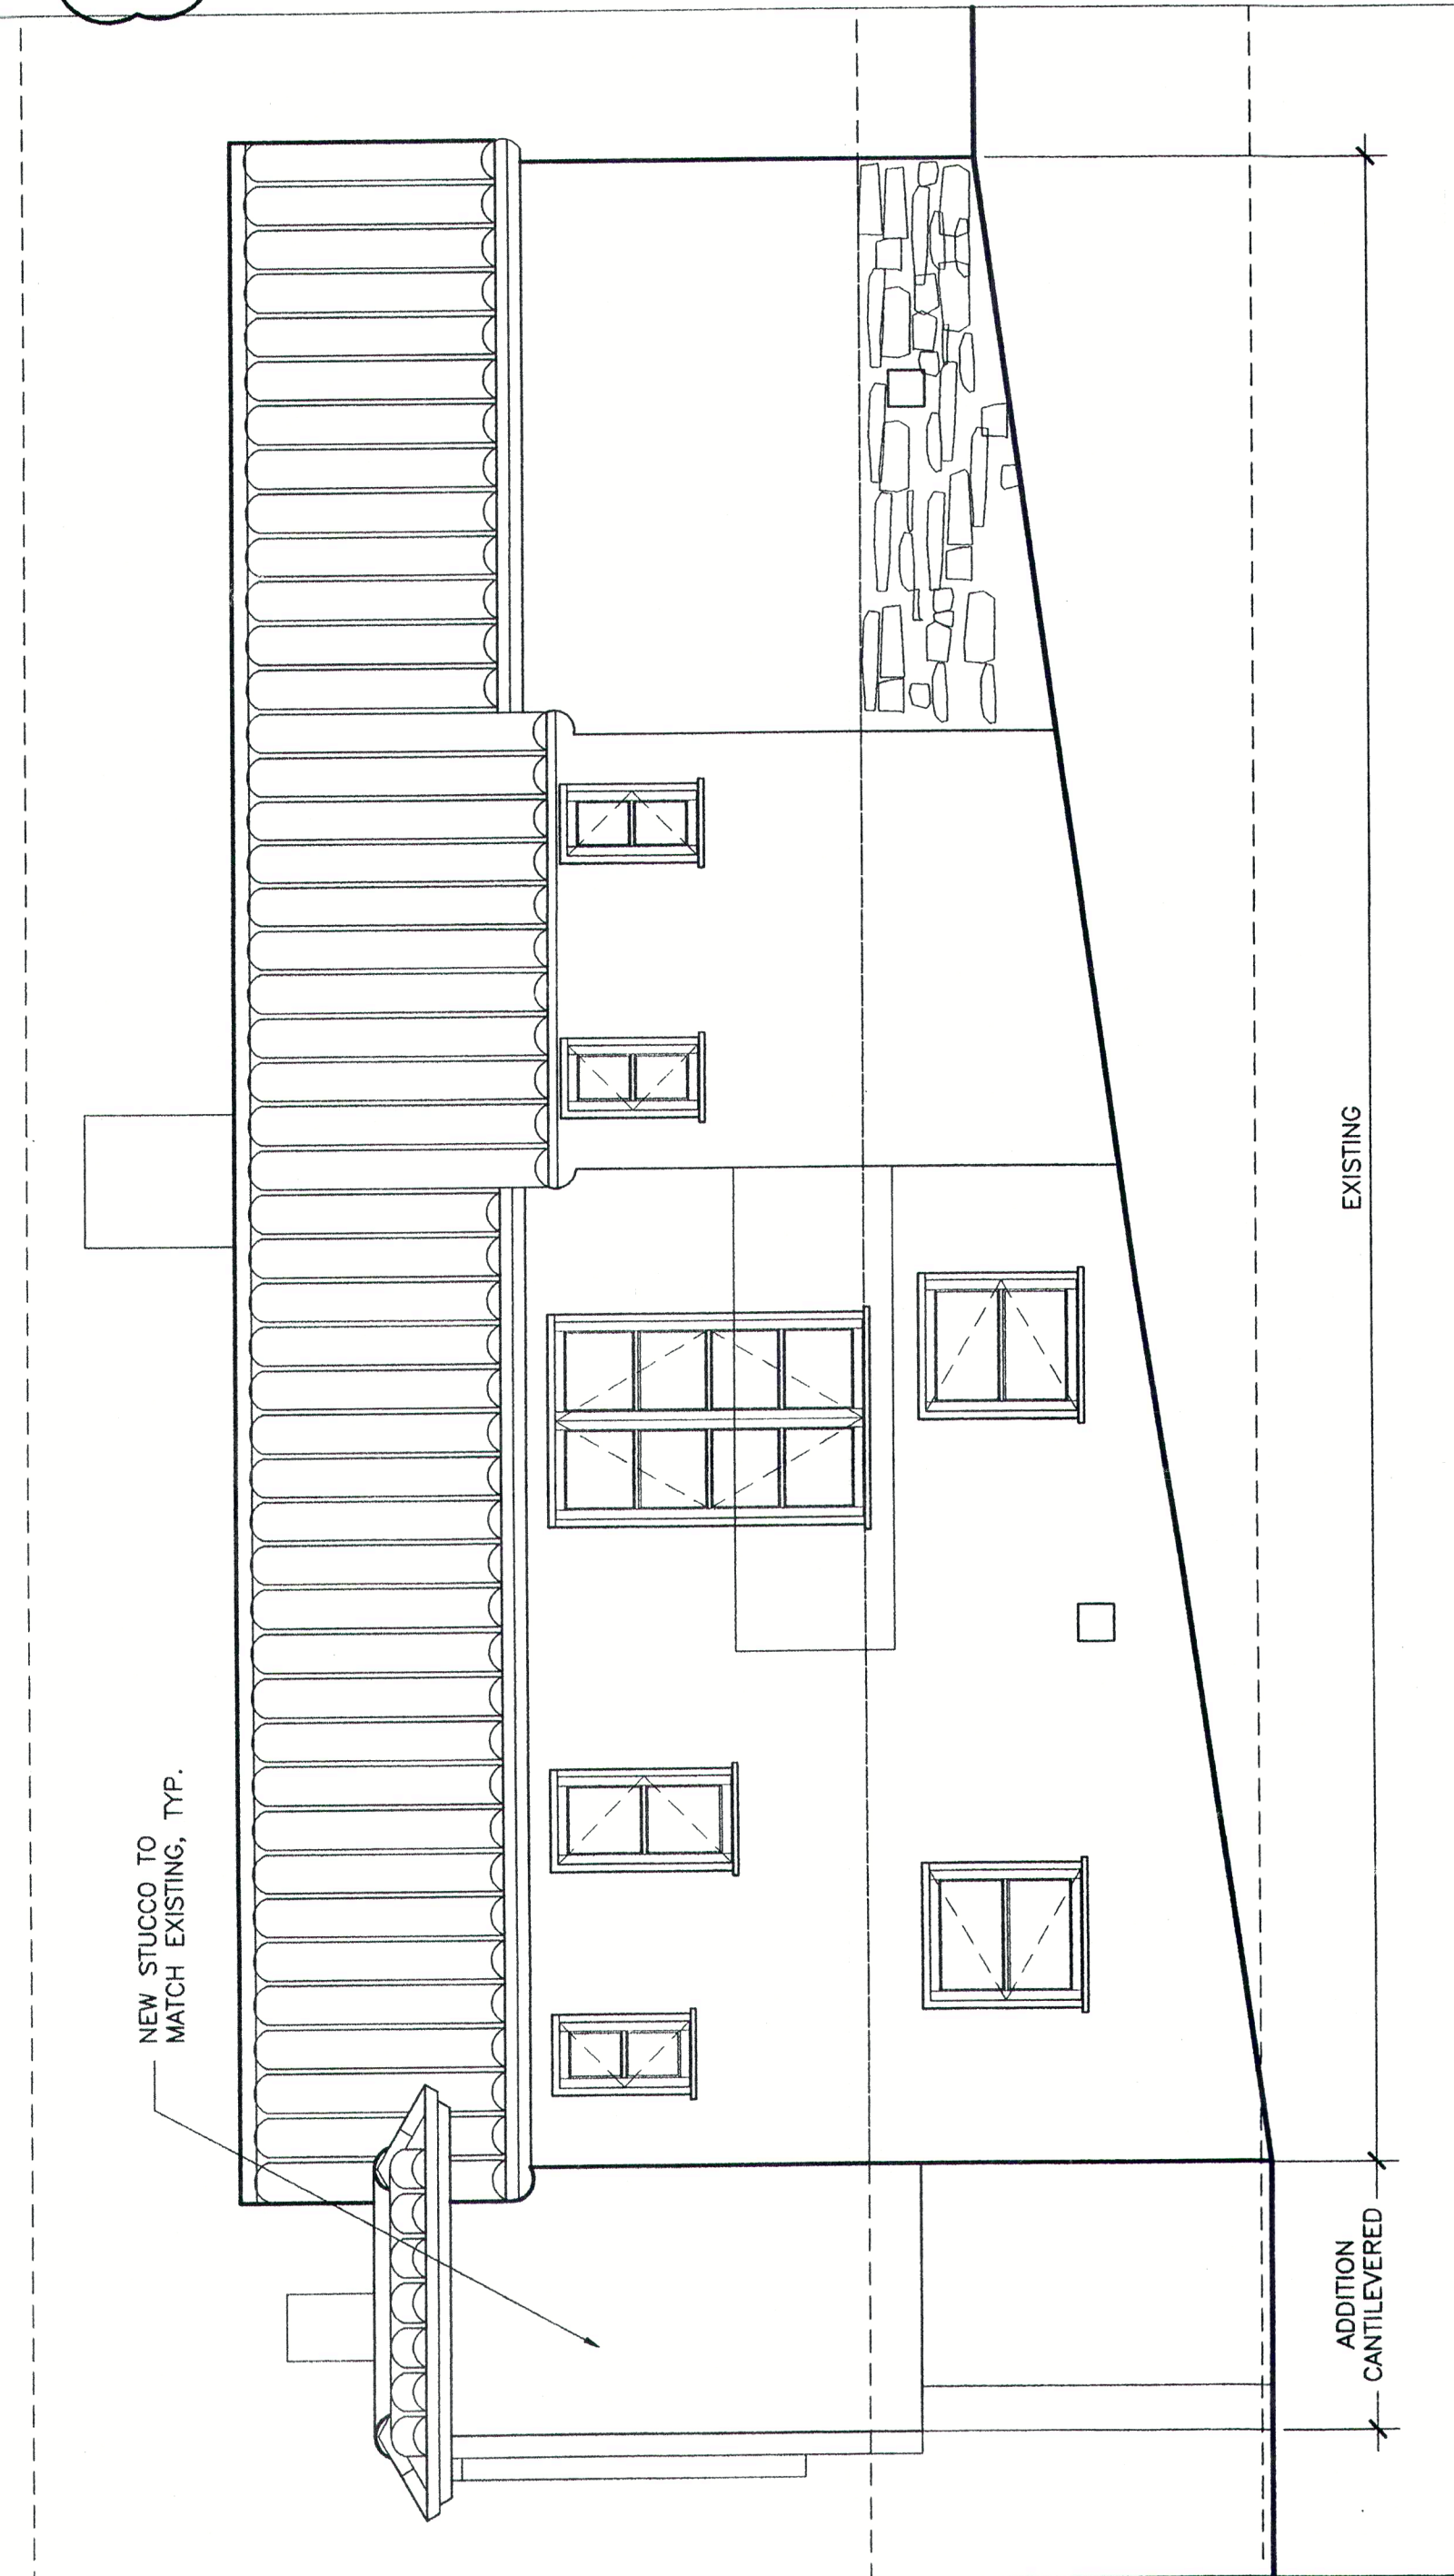 NEW STUCCO TO
MATCH EXISTING, TYP.
ADDITION
CANTILEVERED
EXISTING